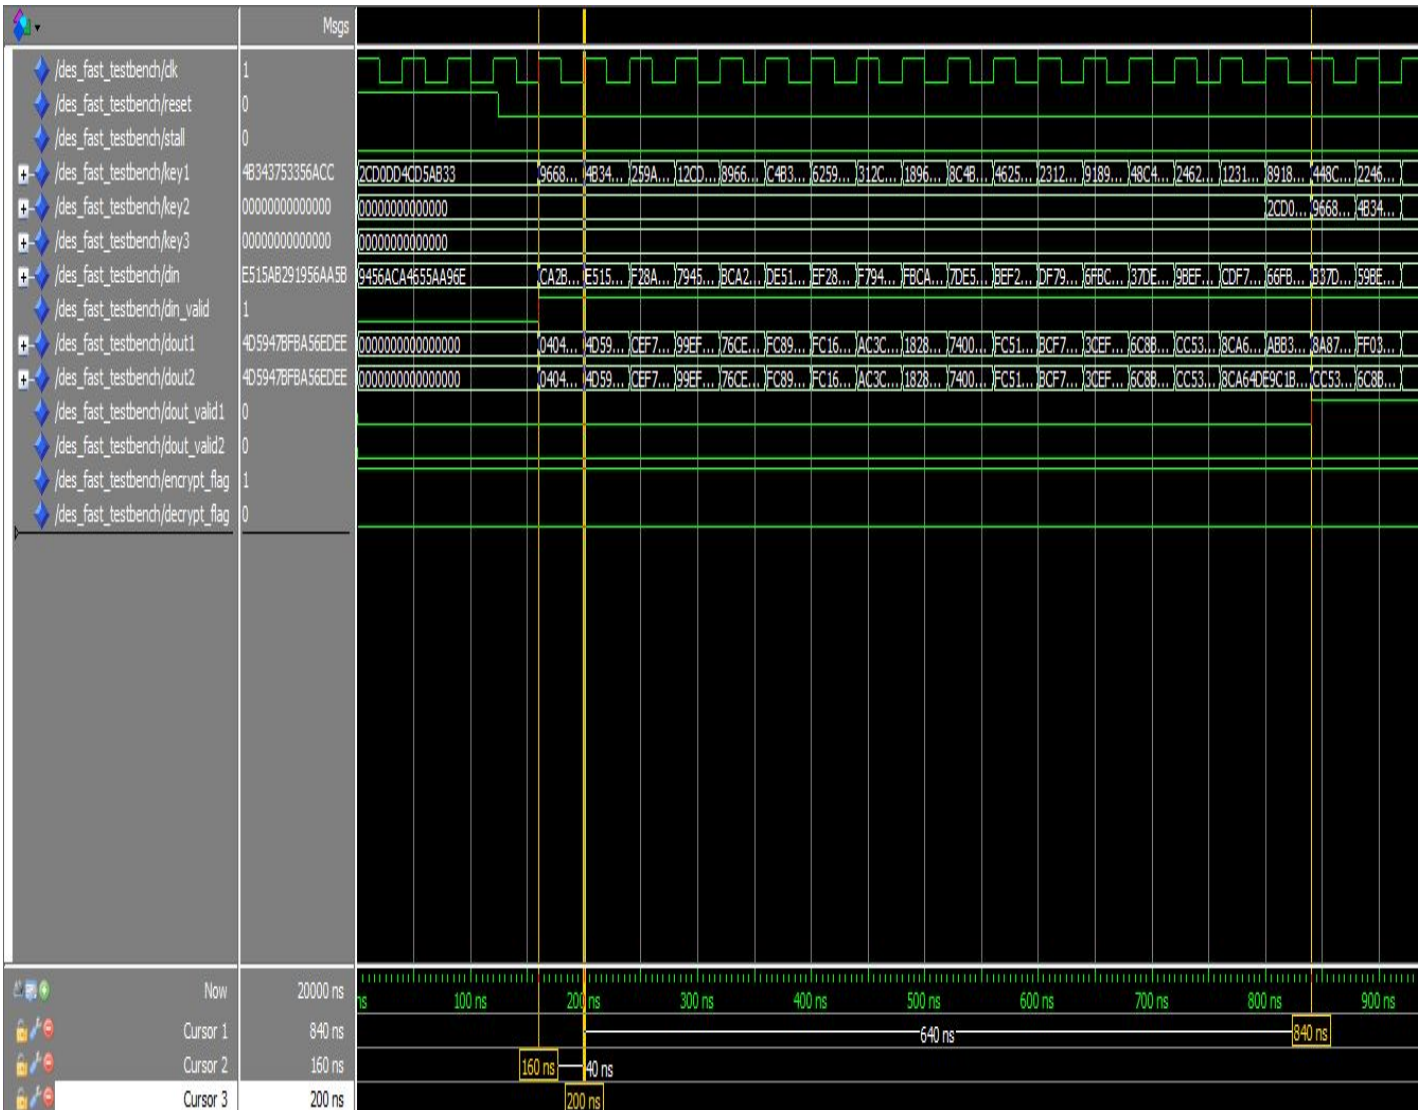 Msgs
/des_fast_testbench/clk 1
/des_fast_testbench/reset 0
/des_fast_testbench/stall 0
/des_fast_testbench/key1 4B343753356ACC 2CD0DD4CD5AB33 9668... 4B34... 259A... 12CD... 8966... C4B3... 6259... 312C... 1896... 8C4B... 4625... 2312... 9189... 48C4... 2462... 1231... 8918... 448C... 2246...
/des_fast_testbench/key2 00000000000000 00000000000000 2CD0... 9668... 4B34...
/des_fast_testbench/key3 00000000000000 00000000000000
/des_fast_testbench/din E515AB291956AA5B 9456ACA4655AA96E CA2B... E515... F28A... 7945... BCA2... DE51... EF28... F794... FBCA... 7DE5... BEF2... DF79... 6FBC... 37DE... 9BEF... CDF7... 66FB... B37D... 59BE...
/des_fast_testbench/din_valid 1
/des_fast_testbench/dout1 4D5947BFBA56EDEE 0000000000000000 0404... 4D59... CEF7... 99EF... 76CE... FC89... FC16... AC3C... 1828... 7400... FC51... BCF7... 3CEF... 6C8B... CC53... 8CA6... ABB3... 8A87... FF03...
/des_fast_testbench/dout2 4D5947BFBA56EDEE 0000000000000000 0404... 4D59... CEF7... 99EF... 76CE... FC89... FC16... AC3C... 1828... 7400... FC51... BCF7... 3CEF... 6C8B... CC53... 8CA64DE9C1B... CC53... 6C8B...
/des_fast_testbench/dout_valid1 0
/des_fast_testbench/dout_valid2 0
/des_fast_testbench/encrypt_flag 1
/des_fast_testbench/decrypt_flag 0
Now 20000 ns ns 100 ns 200 ns 300 ns 400 ns 500 ns 600 ns 700 ns 800 ns 900 ns
Cursor 1 840 ns 640 ns 840 ns
Cursor 2 160 ns 160 ns 40 ns
Cursor 3 200 ns 200 ns